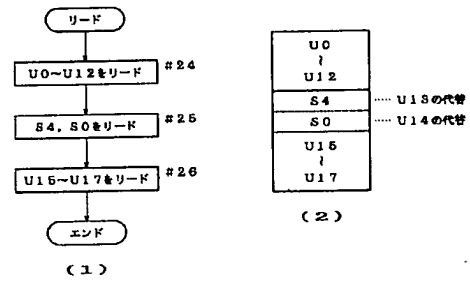 リード
U0～U12をリード
#24
S4，S0をリード
#25
U15～U17をリード
#26
エンド
（1）
U0
～
U12
S4
…… U13の代替
S0
…… U14の代替
U15
～
U17
（2）